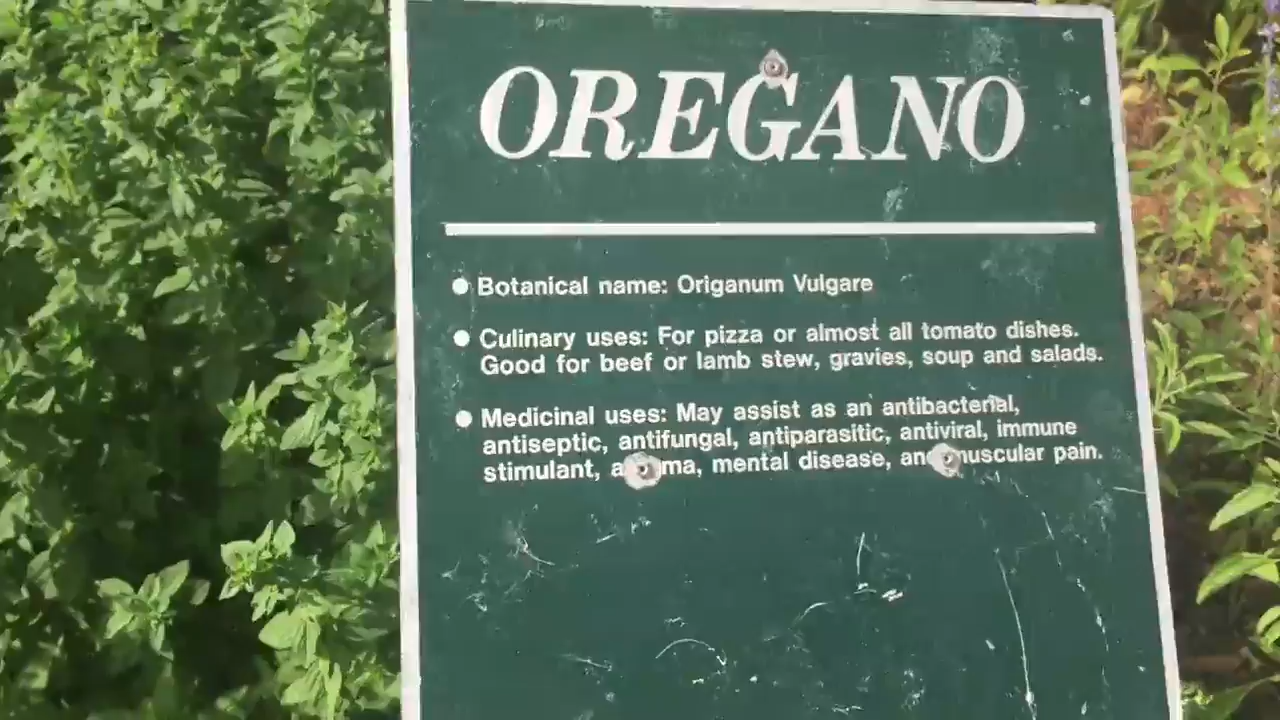 OREGANO
● Botanical name: Origanum Vulgare
● Culinary uses: For pizza or almost all tomato dishes.
Good for beef or lamb stew, gravies, soup and salads.
● Medicinal uses: May assist as an antibacterial,
antiseptic, antifungal, antiparasitic, antiviral, immune
stimulant, mental disease, and muscular pain.